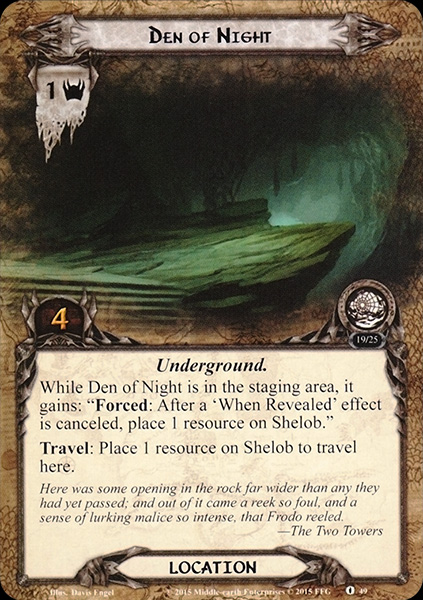 Den of Night
1
4
19/25
Underground.
While Den of Night is in the staging area, it
gains: “Forced: After a ‘When Revealed’ effect
is canceled, place 1 resource on Shelob.”
Travel: Place 1 resource on Shelob to travel
here.
Here was some opening in the rock far wider than any they
had yet passed; and out of it came a reek so foul, and a
sense of lurking malice so intense, that Frodo reeled.
—The Two Towers
LOCATION
Illus. Davis Engel © 2015 Middle-earth Enterprises © 2015 FFG 49